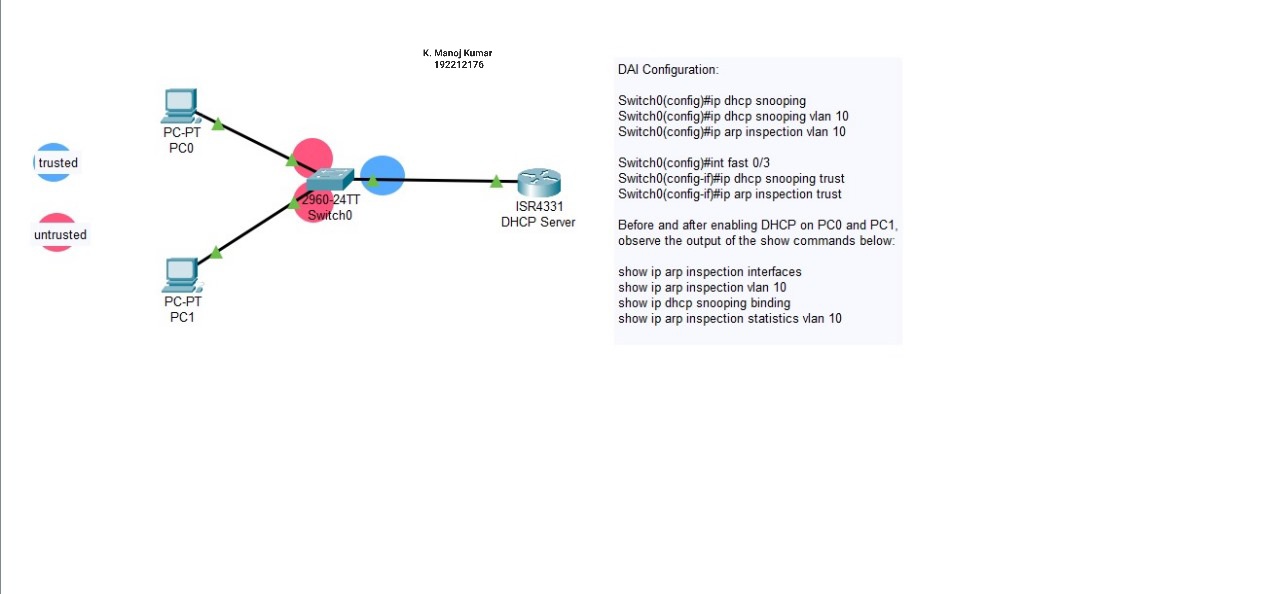 K. Manoj Kumar
192212176
PC-PT
PC0
trusted
untrusted
2960-24TT
Switch0
ISR4331
DHCP Server
PC-PT
PC1
DAI Configuration:
Switch0(config)#ip dhcp snooping
Switch0(config)#ip dhcp snooping vlan 10
Switch0(config)#ip arp inspection vlan 10
Switch0(config)#int fast 0/3
Switch0(config-if)#ip dhcp snooping trust
Switch0(config-if)#ip arp inspection trust
Before and after enabling DHCP on PC0 and PC1,
observe the output of the show commands below:
show ip arp inspection interfaces
show ip arp inspection vlan 10
show ip dhcp snooping binding
show ip arp inspection statistics vlan 10